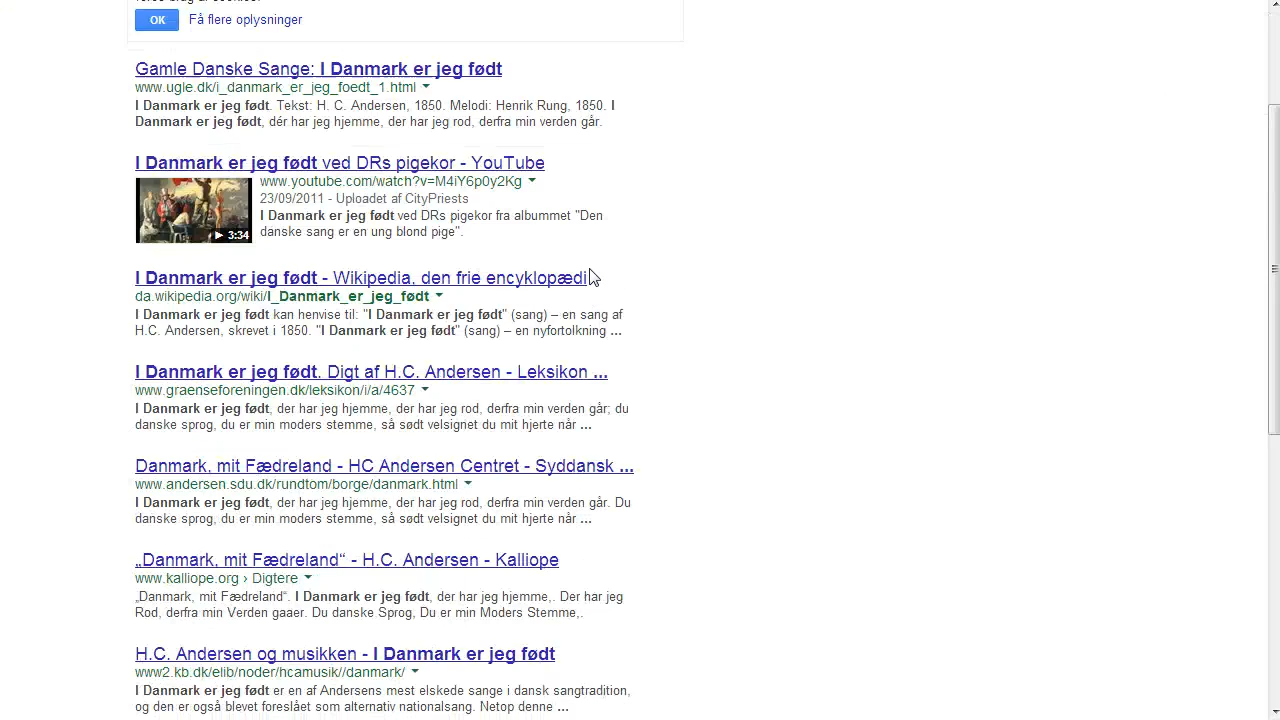 OK Få flere oplysninger
Gamle Danske Sange: I Danmark er jeg født
www.ugle.dk/i_danmark_er_jeg_foedt_1.html
I Danmark er jeg født. Tekst: H. C. Andersen, 1850. Melodi: Henrik Rung, 1850. I
Danmark er jeg født, dér har jeg hjemme, der har jeg rod, derfra min verden går.
I Danmark er jeg født ved DRs pigekor - YouTube
www.youtube.com/watch?v=M4iY6p0y2Kg
23/09/2011 - Uploadet af CityPriests
I Danmark er jeg født ved DRs pigekor fra albummet "Den
danske sang er en ung blond pige".
3:34
I Danmark er jeg født - Wikipedia, den frie encyklopædi
da.wikipedia.org/wiki/I_Danmark_er_jeg_født
I Danmark er jeg født kan henvise til: "I Danmark er jeg født" (sang) – en sang af
H.C. Andersen, skrevet i 1850. "I Danmark er jeg født" (sang) – en nyfortolkning ...
I Danmark er jeg født. Digt af H.C. Andersen - Leksikon ...
www.graenseforeningen.dk/leksikon/i/a/4637
I Danmark er jeg født, der har jeg hjemme, der har jeg rod, derfra min verden går; du
danske sprog, du er min moders stemme, så sødt velsignet du mit hjerte når ...
Danmark, mit Fædreland - HC Andersen Centret - Syddansk ...
www.andersen.sdu.dk/rundtom/borge/danmark.html
I Danmark er jeg født, der har jeg hjemme, der har jeg rod, derfra min verden går. Du
danske sprog, du er min moders stemme, så sødt velsignet du mit hjerte når ...
„Danmark, mit Fædreland“ - H.C. Andersen - Kalliope
www.kalliope.org › Digtere
„Danmark, mit Fædreland“. I Danmark er jeg født, der har jeg hjemme,. Der har jeg
Rod, derfra min Verden gaaer. Du danske Sprog, Du er min Moders Stemme,.
H.C. Andersen og musikken - I Danmark er jeg født
www2.kb.dk/elib/noder/hcamusik//danmark/
I Danmark er jeg født er en af Andersens mest elskede sange i dansk sangtradition,
og den er også blevet foreslået som alternativ nationalsang. Netop denne ...